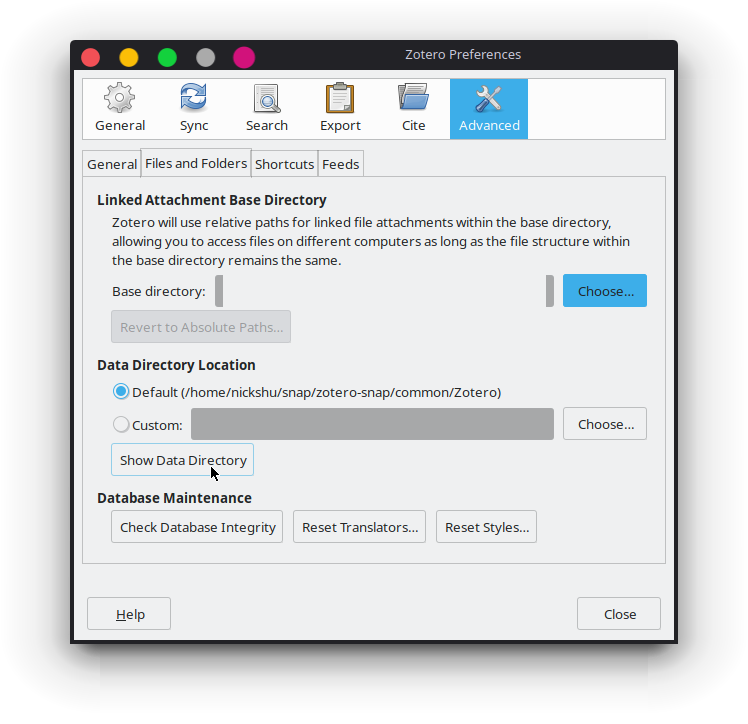 Zotero Preferences
General Sync Search Export Cite Advanced
General Files and Folders Shortcuts Feeds
Linked Attachment Base Directory
Zotero will use relative paths for linked file attachments within the base directory,
allowing you to access files on different computers as long as the file structure within
the base directory remains the same.
Base directory: Choose...
Revert to Absolute Paths...
Data Directory Location
Default (/home/nickshu/snap/zotero-snap/common/Zotero)
Custom: Choose...
Show Data Directory
Database Maintenance
Check Database Integrity Reset Translators... Reset Styles...
Help Close